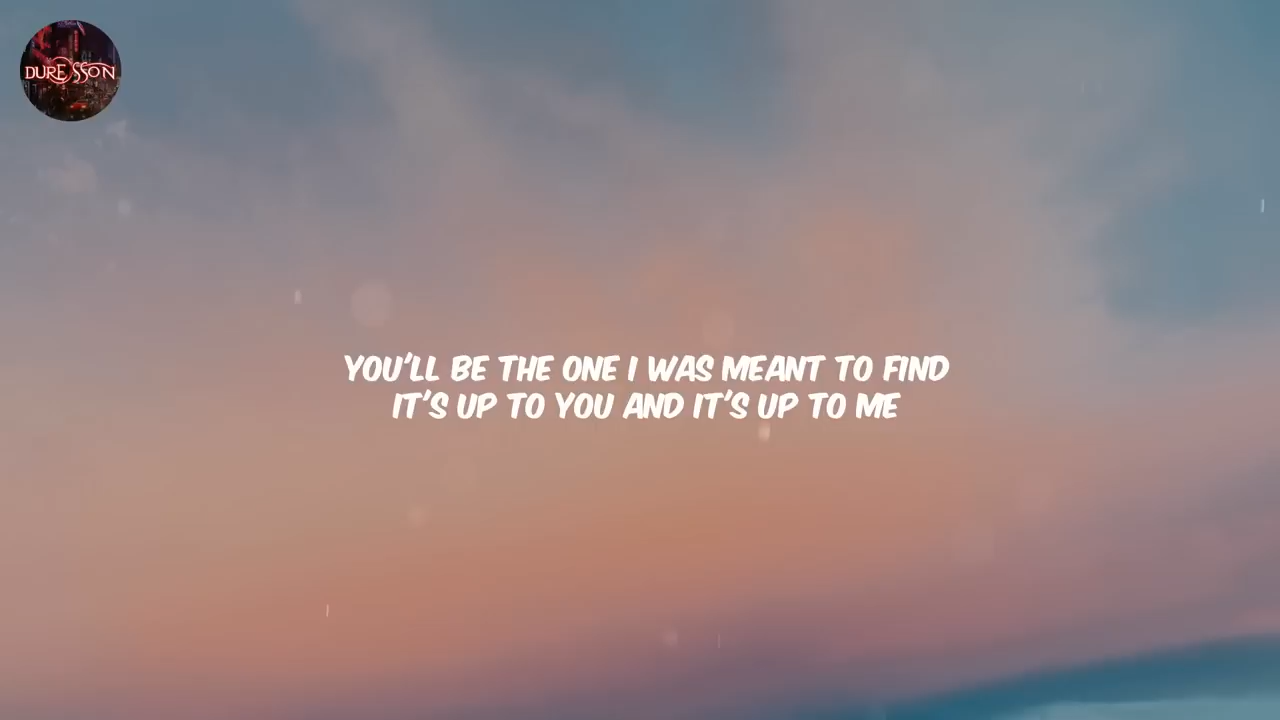 DURESSON
YOU'LL BE THE ONE I WAS MEANT TO FIND
IT'S UP TO YOU AND IT'S UP TO ME